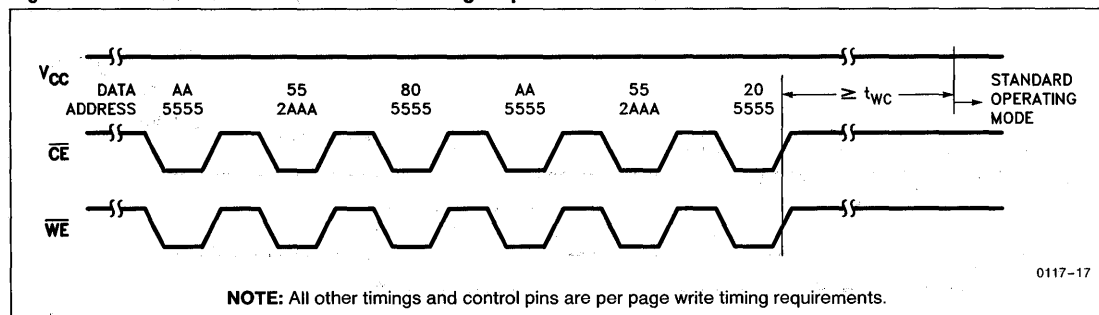 VCC
DATA AA 55 80 AA 55 20
ADDRESS 5555 2AAA 5555 5555 2AAA 5555
≥ tWC
STANDARD
OPERATING
MODE
CE
WE
0117-17
NOTE: All other timings and control pins are per page write timing requirements.